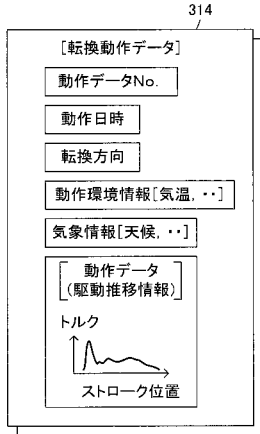 314
[転換動作データ]
動作データNo.
動作日時
転換方向
動作環境情報[気温, ‥]
気象情報[天候, ‥]
動作データ
(駆動推移情報)
トルク
ストローク位置